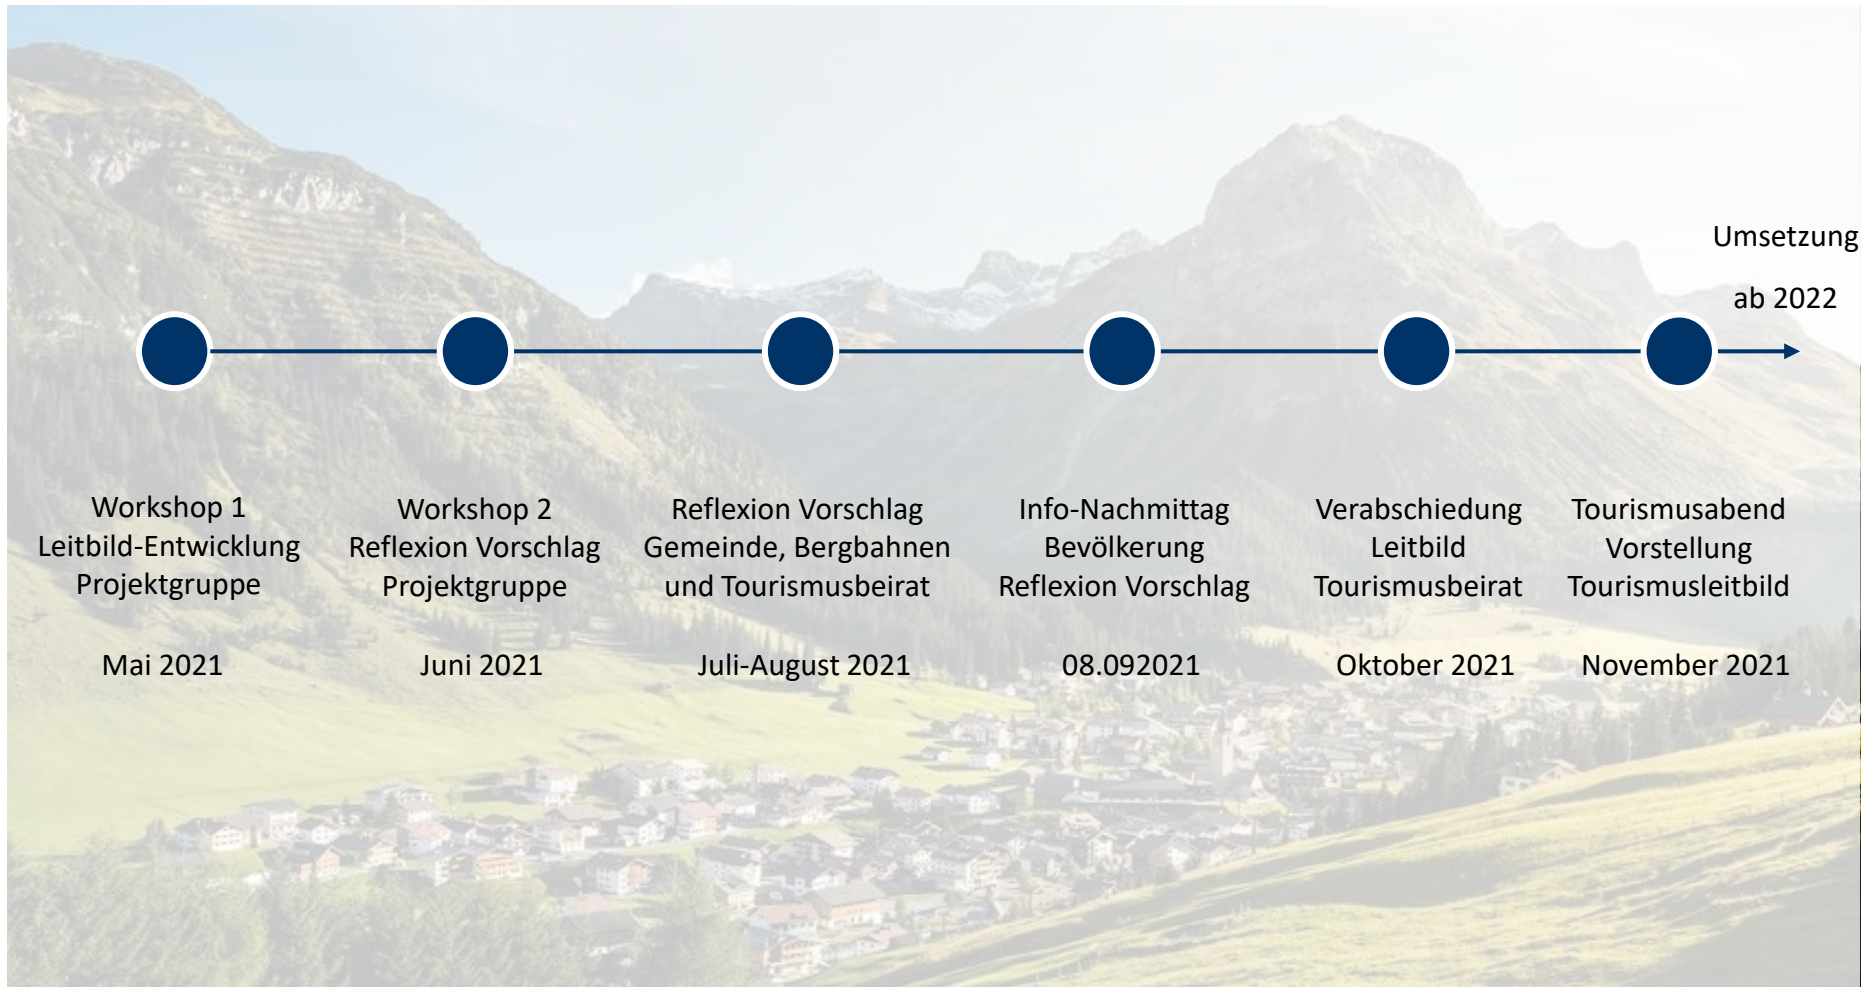 Umsetzung
ab 2022
Workshop 1
Leitbild-Entwicklung
Projektgruppe
Mai 2021
Workshop 2
Reflexion Vorschlag
Projektgruppe
Juni 2021
Reflexion Vorschlag
Gemeinde, Bergbahnen
und Tourismusbeirat
Juli-August 2021
Info-Nachmittag
Bevölkerung
Reflexion Vorschlag
08.092021
Verabschiedung
Leitbild
Tourismusbeirat
Oktober 2021
Tourismusabend
Vorstellung
Tourismusleitbild
November 2021